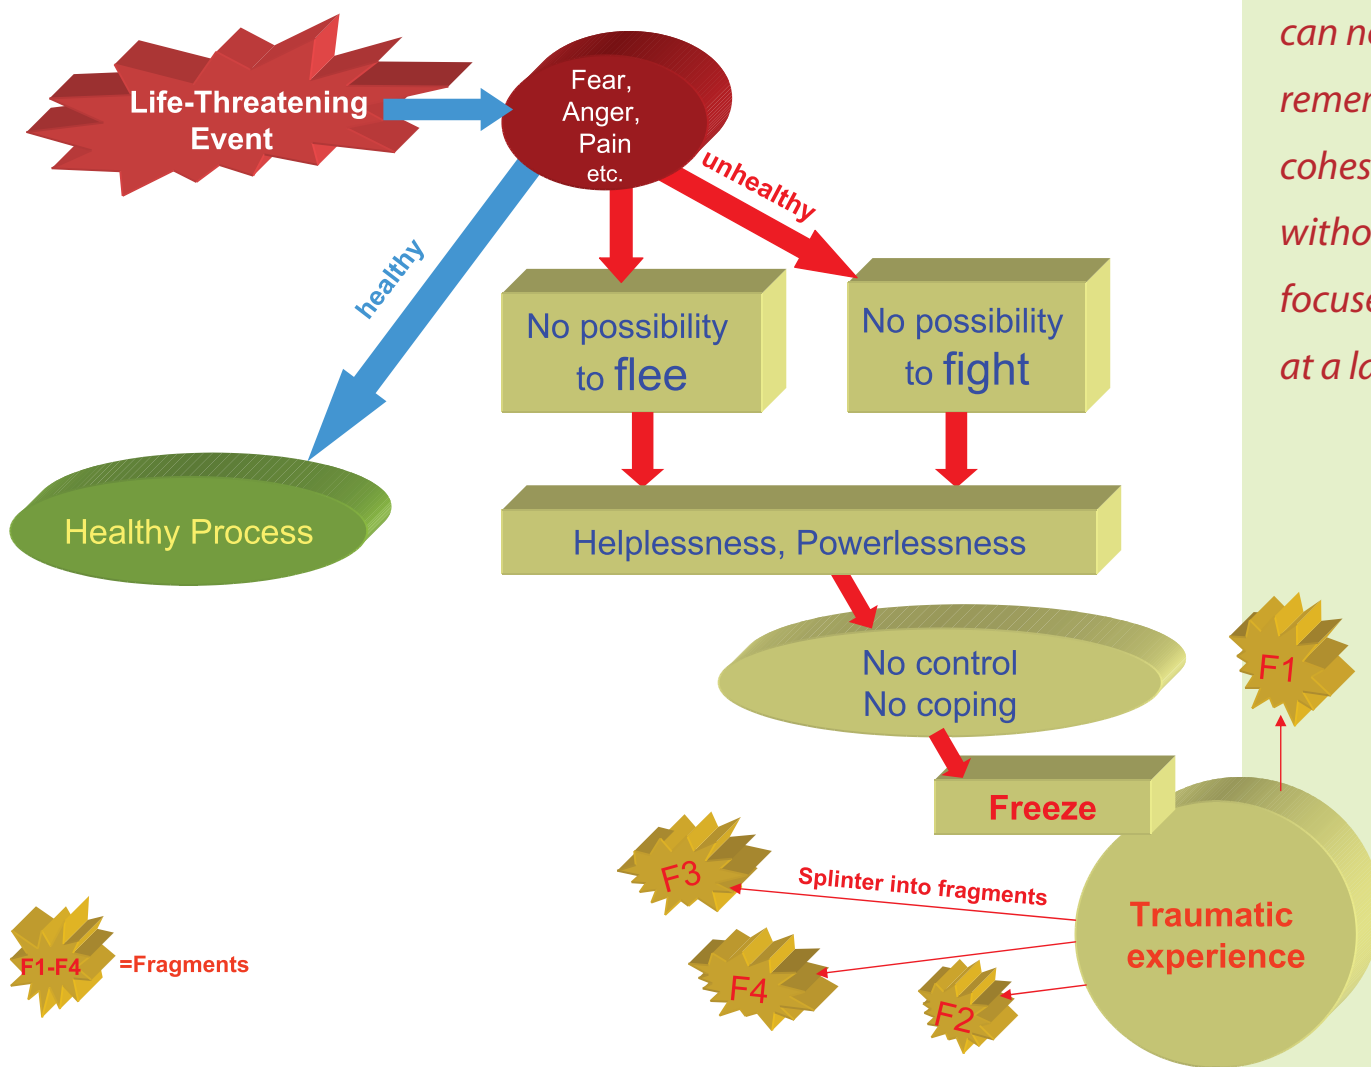 Life-Threatening
Event
Fear,
Anger,
Pain
etc.
unhealthy
healthy
No possibility
to flee
No possibility
to fight
Healthy Process
Helplessness, Powerlessness
No control
No coping
Freeze
F1
F3
Splinter into fragments
F4
F2
Traumatic
experience
F1-F4
=Fragments
can
at a